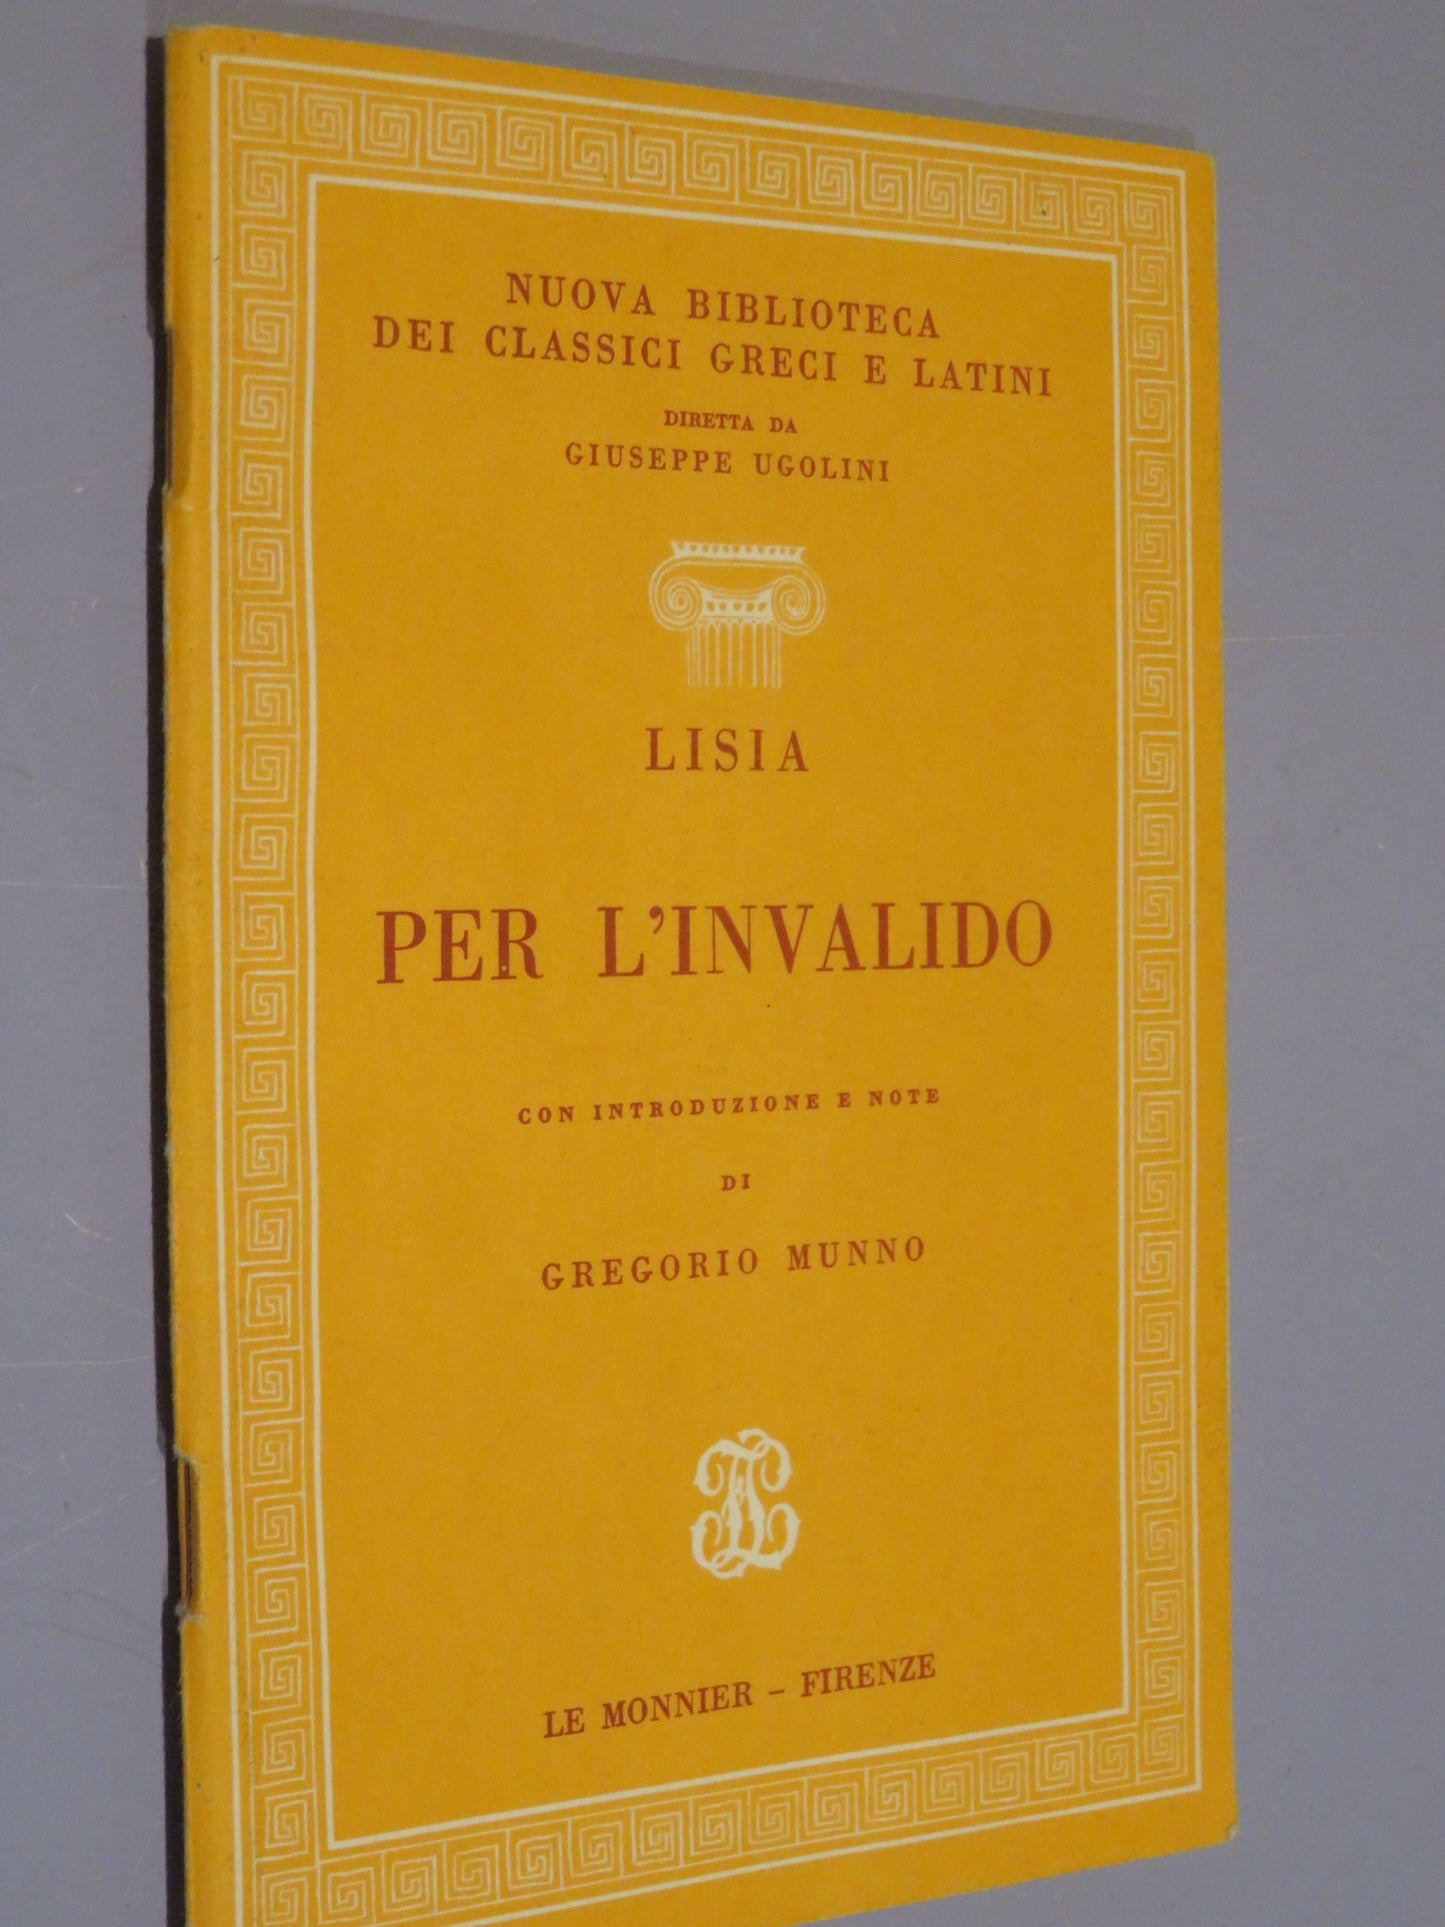 NUOVA BIBLIOTECA
DEI CLASSICI GRECI E LATINI
DIRETTA DA
GIUSEPPE UGOLINI
LISIA
PER L'INVALIDO
CON INTRODUZIONE E NOTE
DI
GREGORIO MUNNO
LE MONNIER – FIRENZE